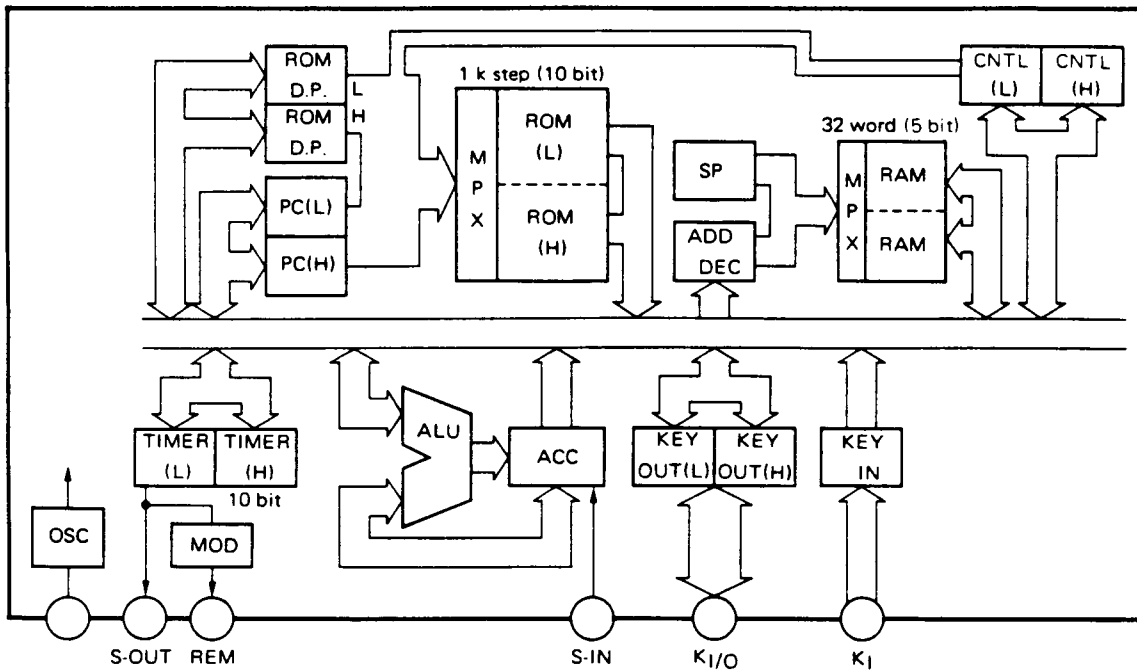 ROM
D.P.
L
H
ROM
D.P.
PC(L)
PC(H)
1 k step (10 bit)
M
P
X
ROM
(L)
ROM
(H)
SP
ADD
DEC
32 word (5 bit)
M
P
X
RAM
RAM
CNTL
(L)
CNTL
(H)
TIMER
(L)
TIMER
(H)
10 bit
OSC
MOD
ALU
ACC
KEY
OUT(L)
KEY
OUT(H)
KEY
IN
S-OUT
REM
S-IN
KI/O
KI